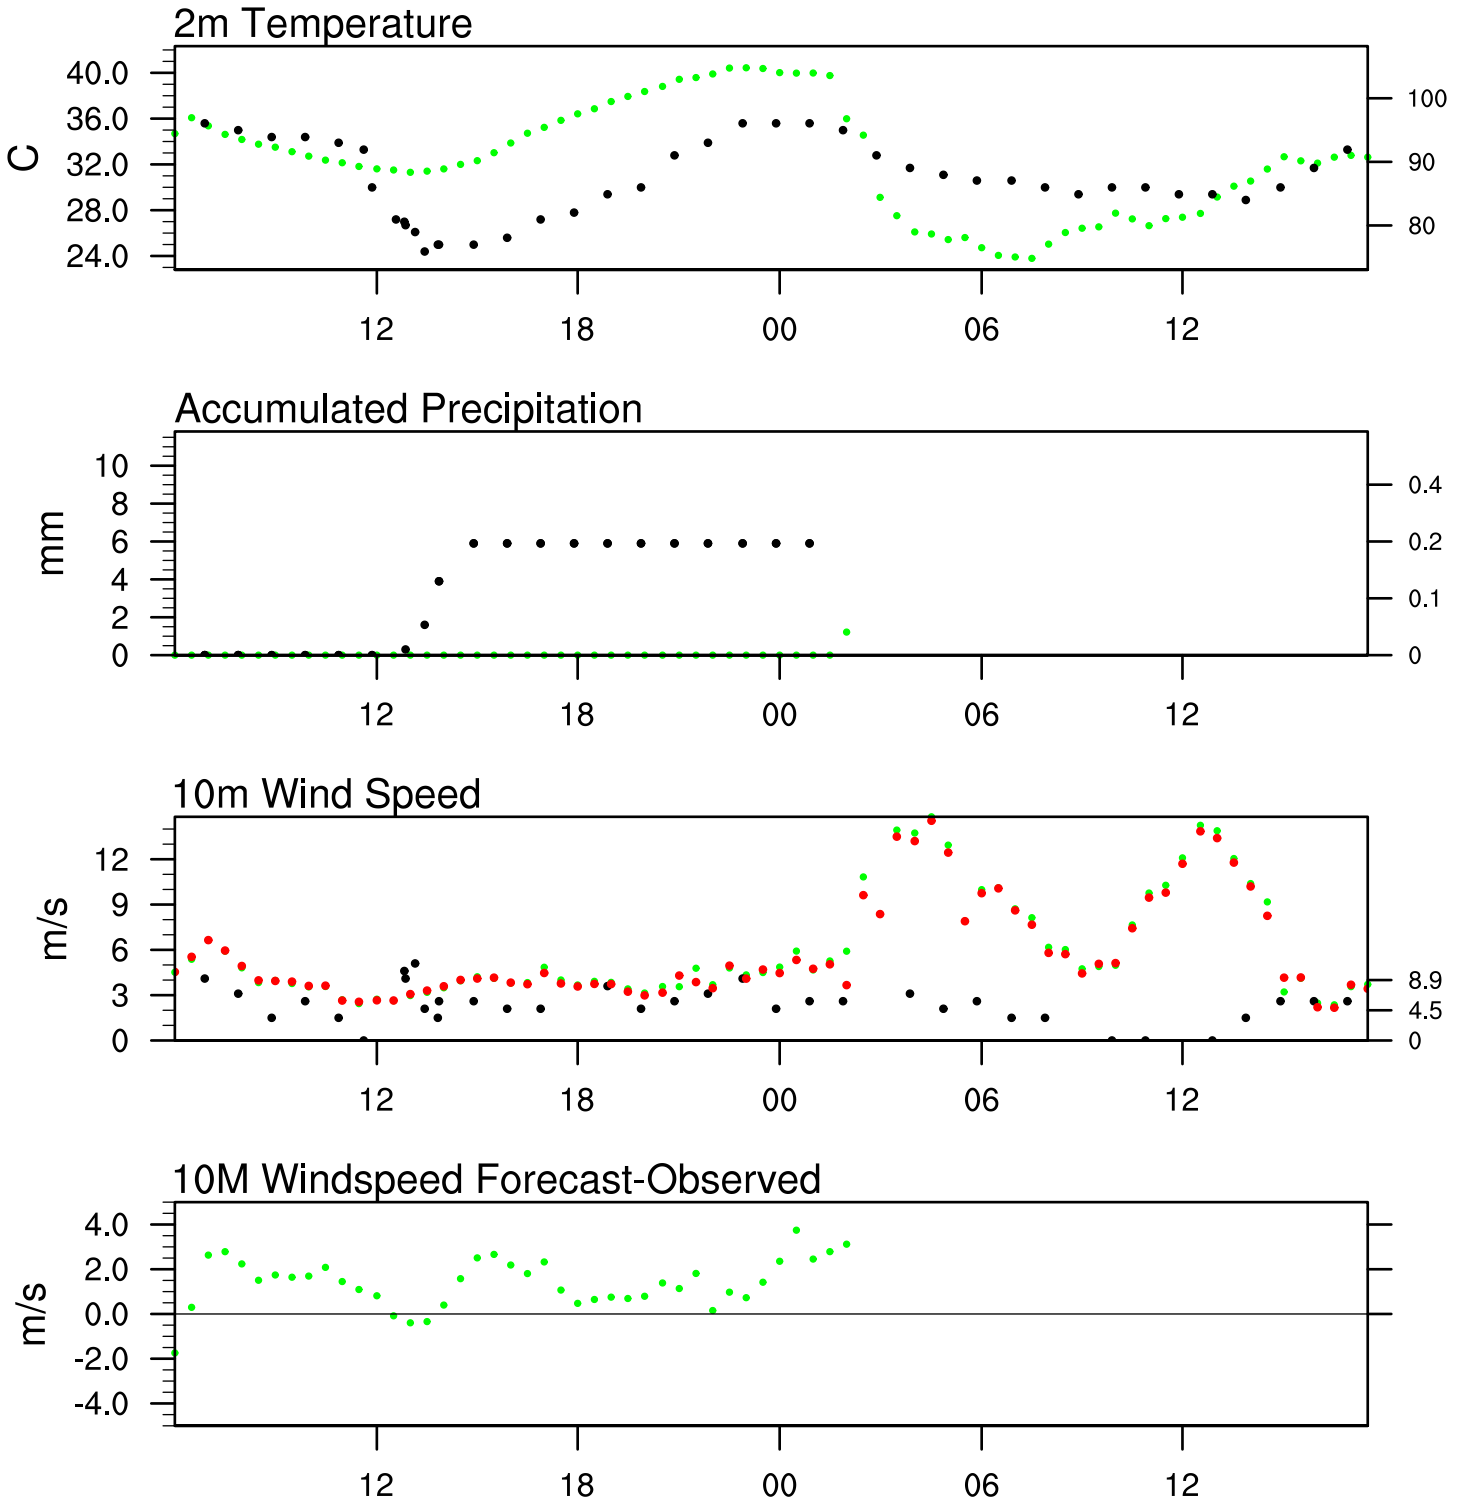 2m Temperature
40.0
36.0
32.0
28.0
24.0
C
100
90
80
12 18 00 06 12
Accumulated Precipitation
10
8
6
4
2
0
mm
0.4
0.2
0.1
0
12 18 00 06 12
10m Wind Speed
12
9
6
3
0
m/s
8.9
4.5
0
12 18 00 06 12
10M Windspeed Forecast-Observed
4.0
2.0
0.0
-2.0
-4.0
m/s
12 18 00 06 12